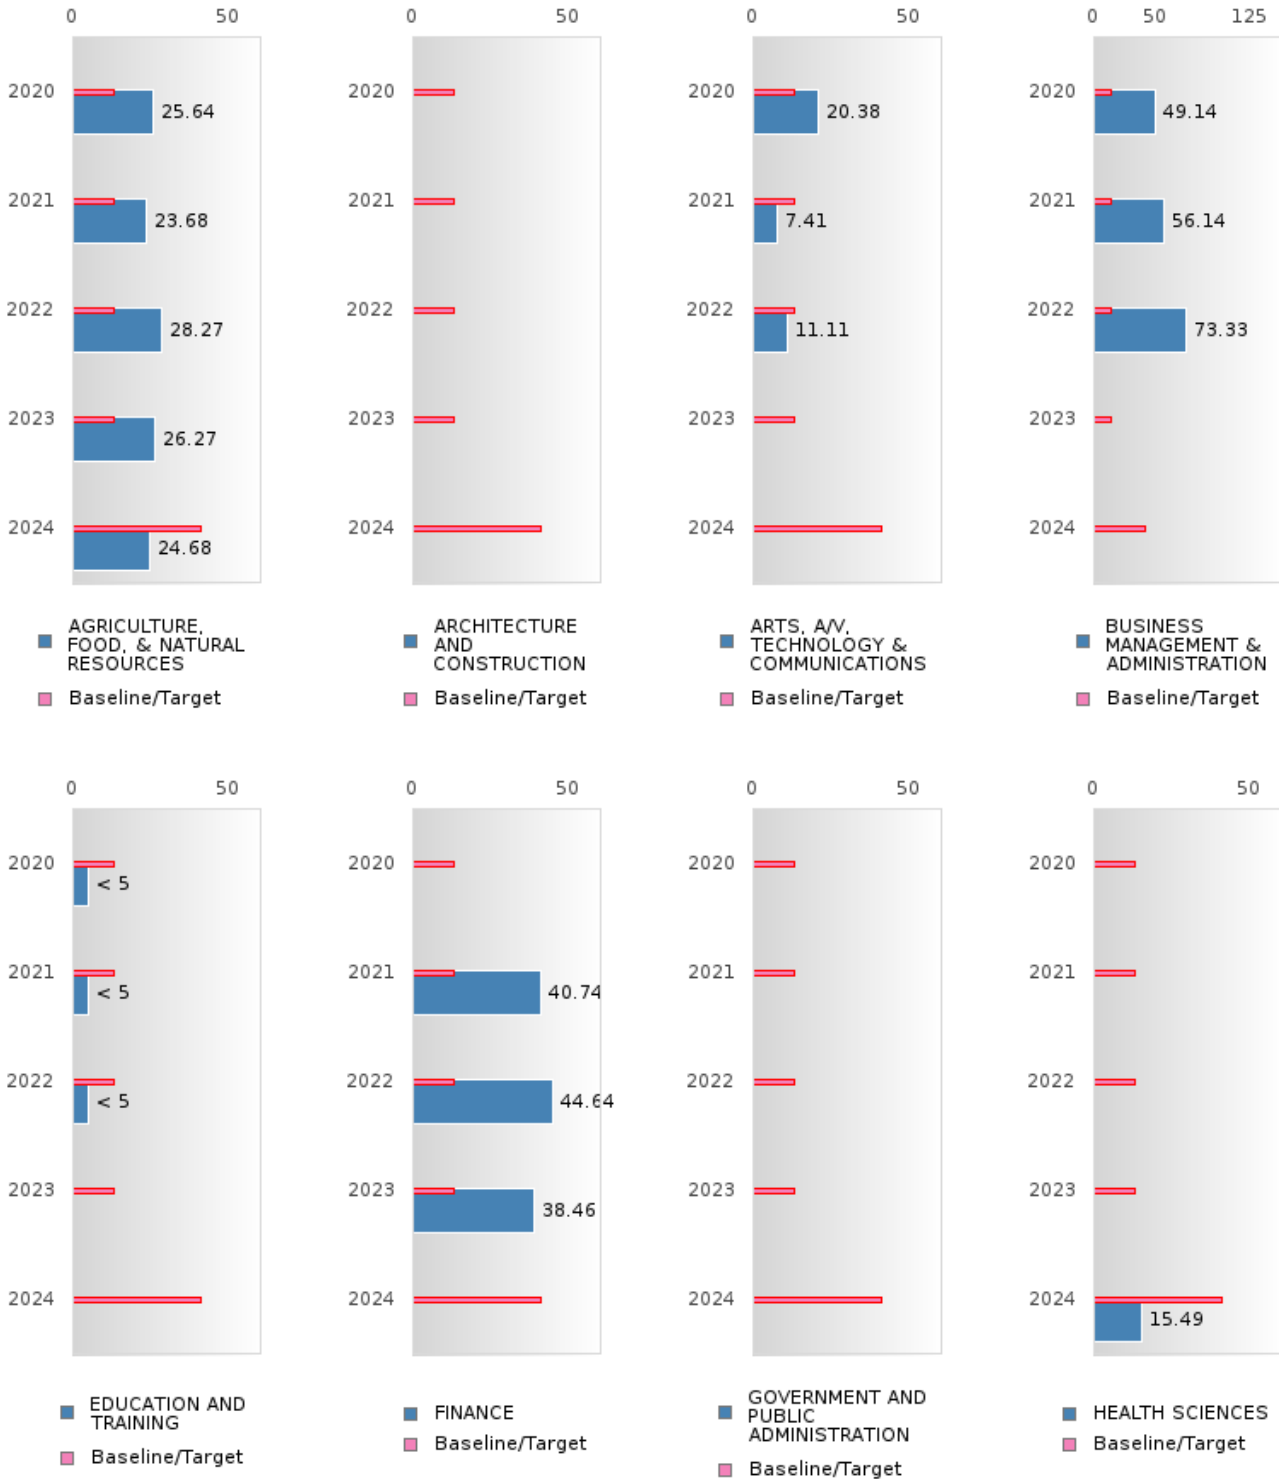 0 50
2020 25.64
2021 23.68
2022 28.27
2023 26.27
2024 24.68
AGRICULTURE,
FOOD, & NATURAL
RESOURCES
Baseline/Target
0 50
2020
2021
2022
2023
2024
ARCHITECTURE
AND
CONSTRUCTION
Baseline/Target
0 50
2020 20.38
2021 7.41
2022 11.11
2023
2024
ARTS, A/V,
TECHNOLOGY &
COMMUNICATIONS
Baseline/Target
0 50 125
2020 49.14
2021 56.14
2022 73.33
2023
2024
BUSINESS
MANAGEMENT &
ADMINISTRATION
Baseline/Target
0 50
2020 < 5
2021 < 5
2022 < 5
2023
2024
EDUCATION AND
TRAINING
Baseline/Target
0 50
2020
2021 40.74
2022 44.64
2023 38.46
2024
FINANCE
Baseline/Target
0 50
2020
2021
2022
2023
2024
GOVERNMENT AND
PUBLIC
ADMINISTRATION
Baseline/Target
0 50
2020
2021
2022
2023
2024 15.49
HEALTH SCIENCES
Baseline/Target